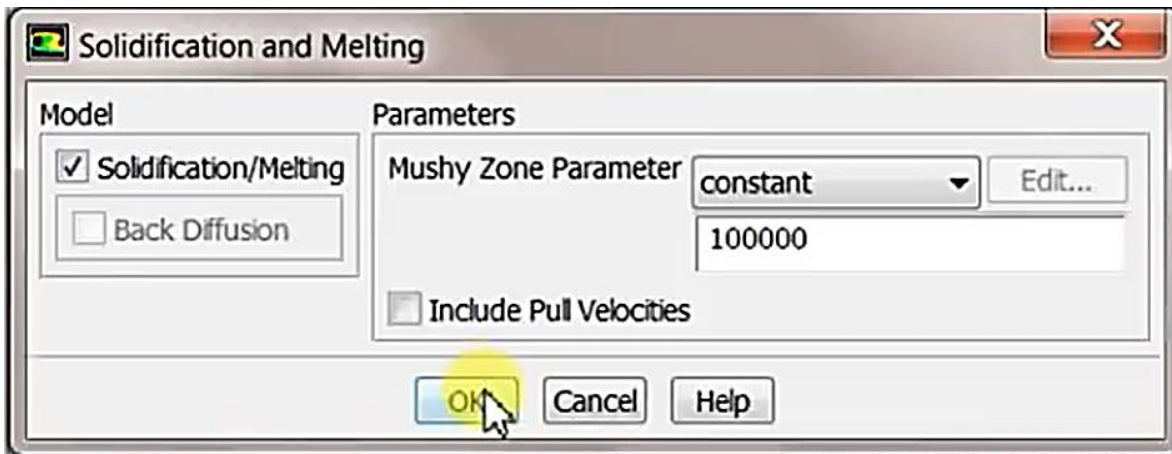 Solidification and Melting
X
Model
Solidification/Melting
Back Diffusion
Parameters
Mushy Zone Parameter
constant
Edit...
100000
Include Pull Velocities
OK
Cancel
Help